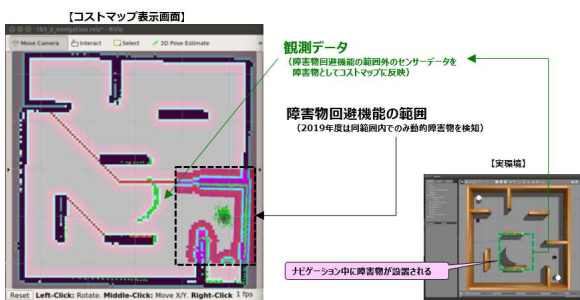 【コストマップ表示画面】
tb3_0_navigation.rviz* - RViz
Move Camera
Interact
Select
2D Pose Estimate
観測データ
（障害物回避機能の範囲外のセンサーデータを
障害物としてコストマップに反映）
障害物回避機能の範囲
（2019年度は同範囲内でのみ動的障害物を検知）
【実環境】
ナビゲーション中に障害物が設置される
Reset
Left-Click: Rotate. Middle-Click: Move X/Y. Right-Click
1 fps